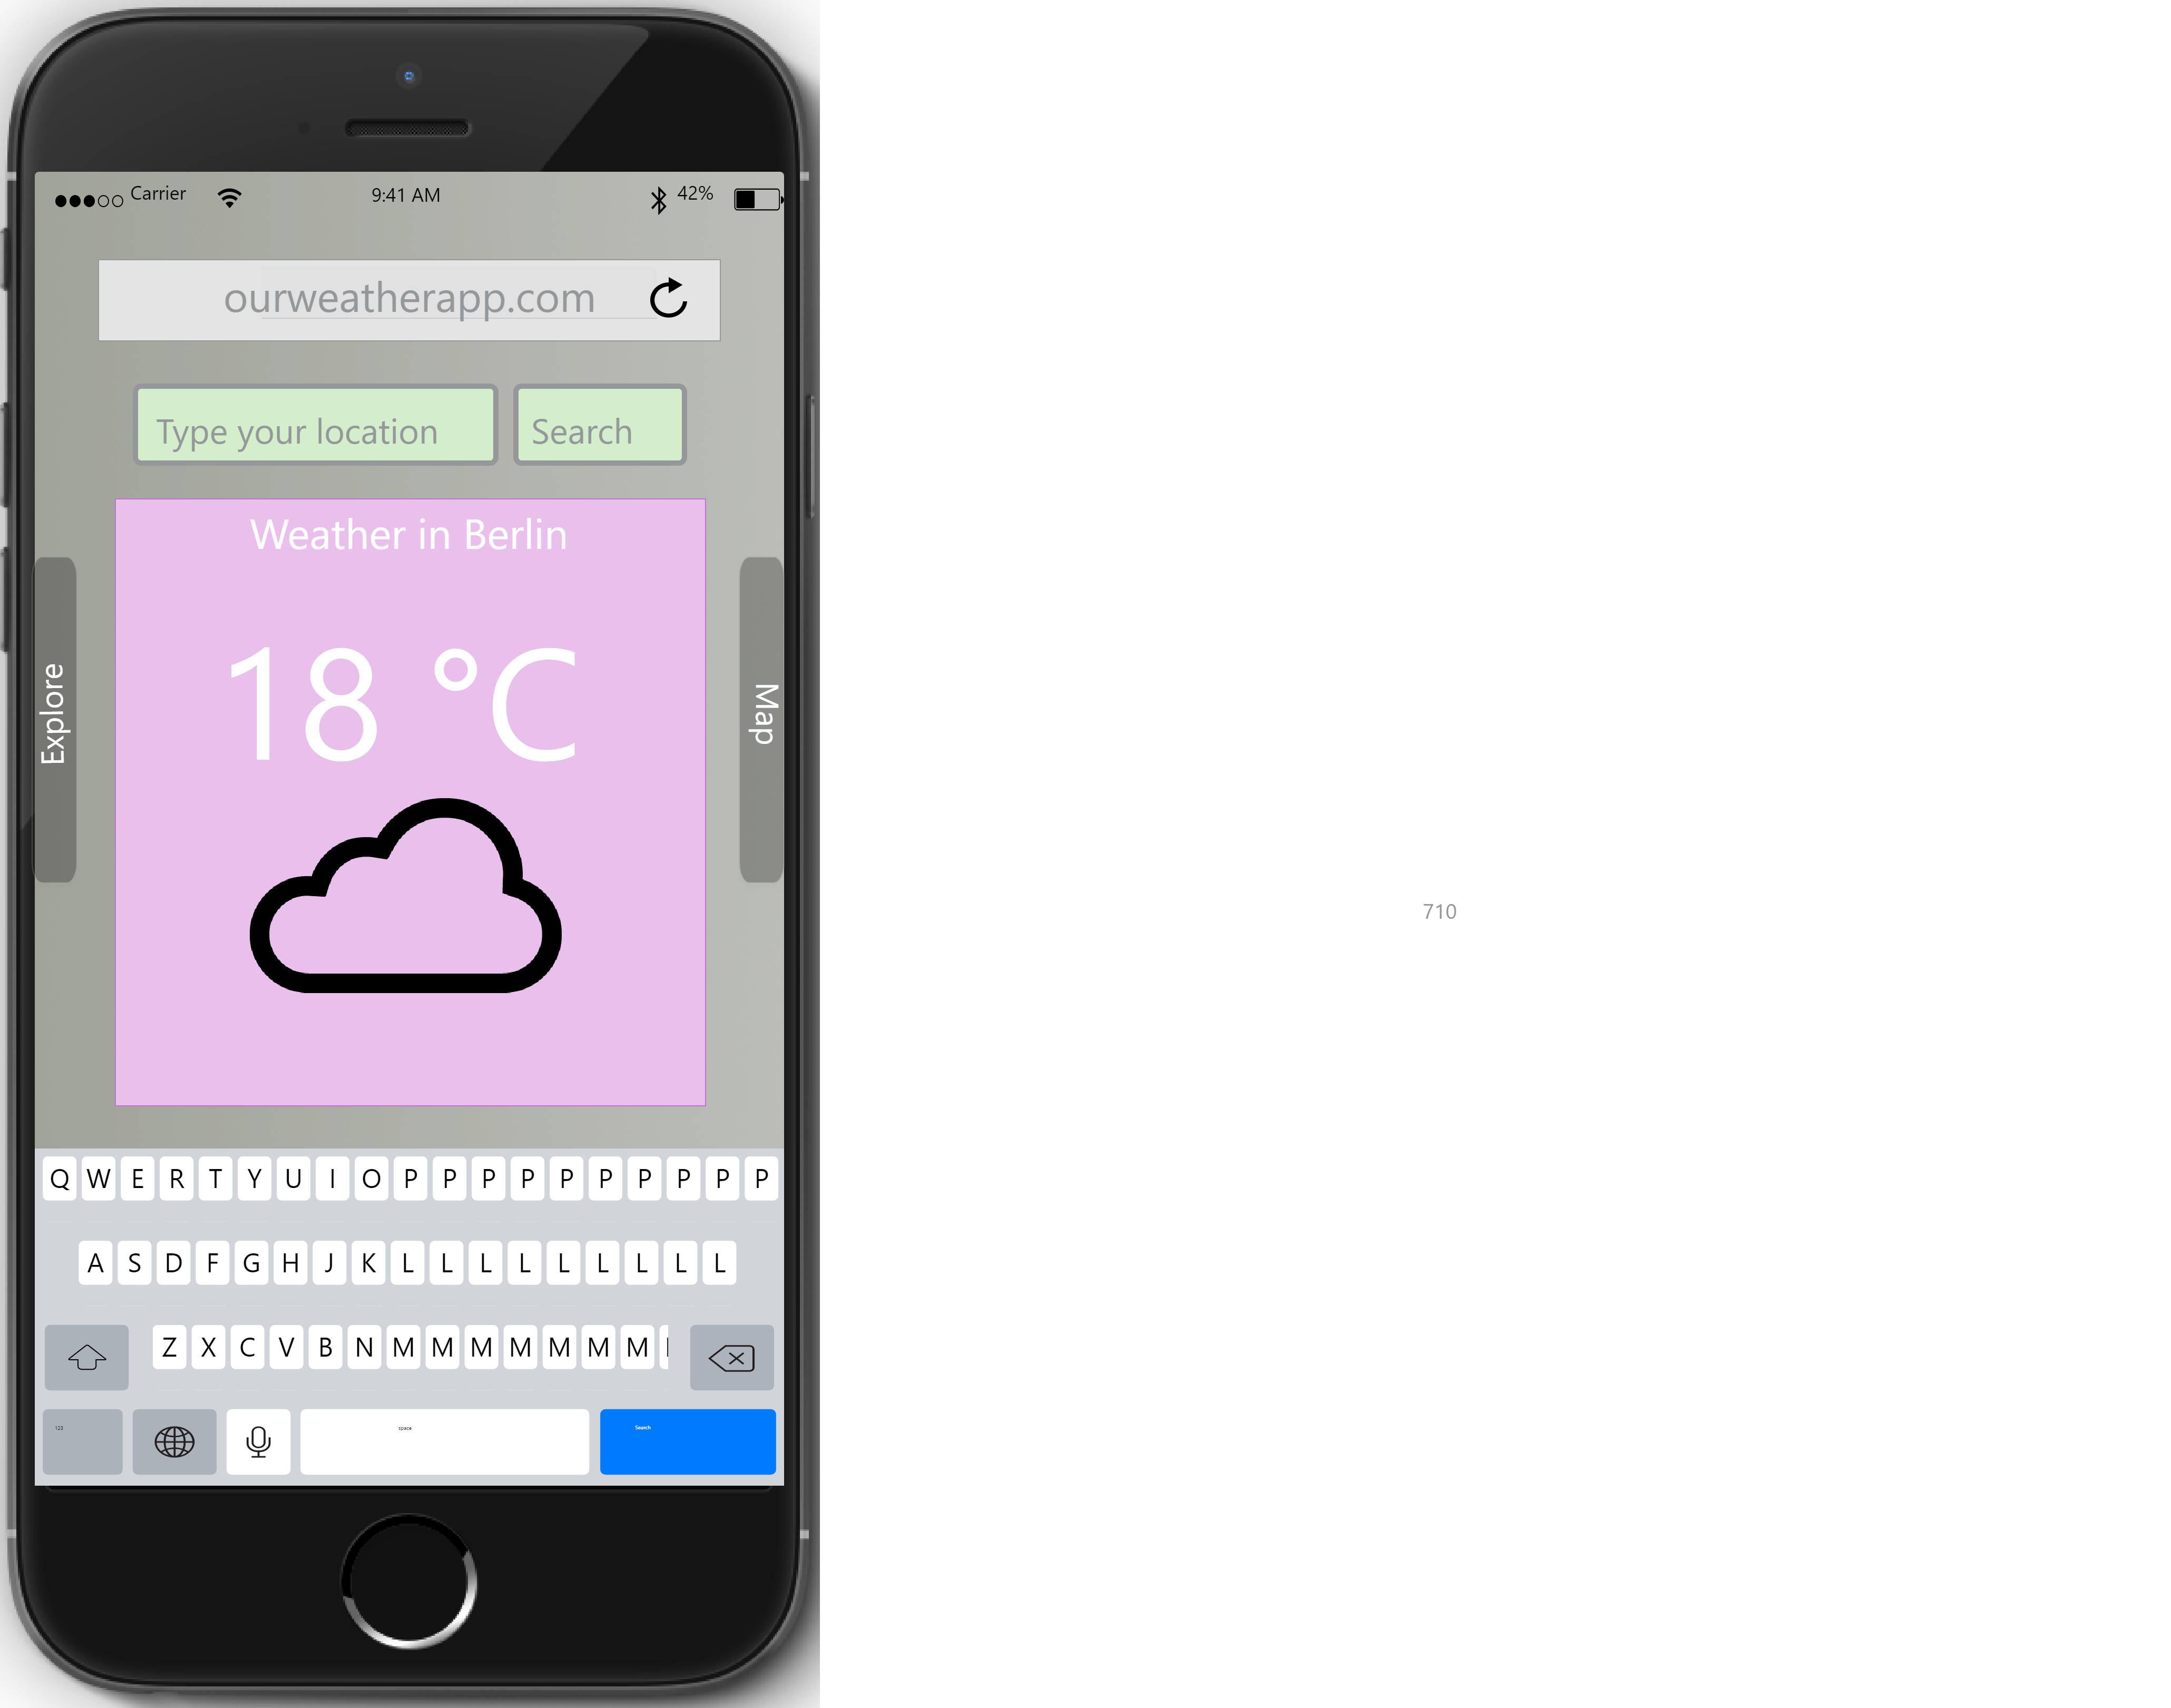 Carrier 9:41 AM 42%
ourweatherapp.com
Type your location Search
Weather in Berlin
18 °C
Explore
Map
710
Q W E R T Y U I O P P P P P P P P P P
A S D F G H J K L L L L L L L L L
Z X C V B N M M M M M M M
123 space Search